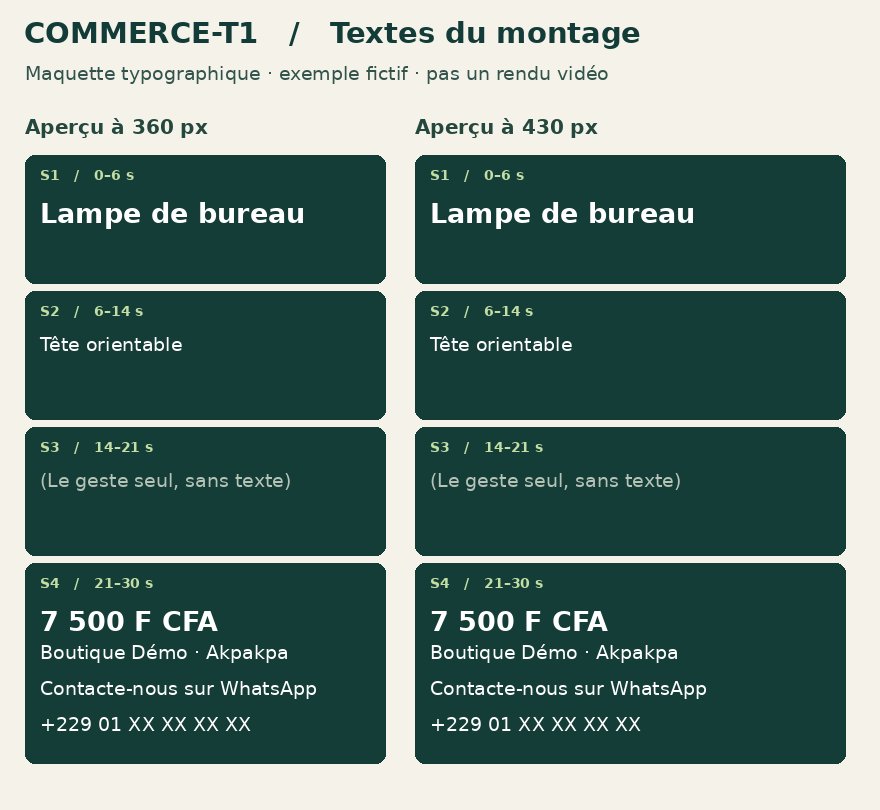 COMMERCE-T1 / Textes du montage
Maquette typographique · exemple fictif · pas un rendu vidéo
Aperçu à 360 px
S1 / 0–6 s
Lampe de bureau
S2 / 6–14 s
Tête orientable
S3 / 14–21 s
(Le geste seul, sans texte)
S4 / 21–30 s
7 500 F CFA
Boutique Démo · Akpakpa
Contacte-nous sur WhatsApp
+229 01 XX XX XX XX
Aperçu à 430 px
S1 / 0–6 s
Lampe de bureau
S2 / 6–14 s
Tête orientable
S3 / 14–21 s
(Le geste seul, sans texte)
S4 / 21–30 s
7 500 F CFA
Boutique Démo · Akpakpa
Contacte-nous sur WhatsApp
+229 01 XX XX XX XX